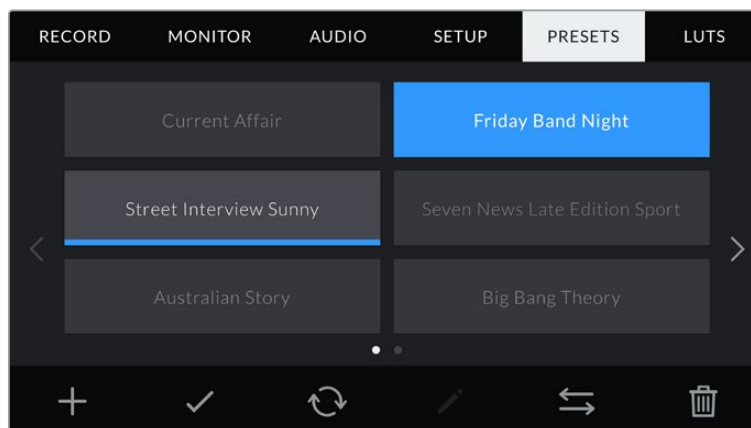 RECORD MONITOR AUDIO SETUP PRESETS LUTS
Current Affair Friday Band Night
Street Interview Sunny Seven News Late Edition Sport
Australian Story Big Bang Theory